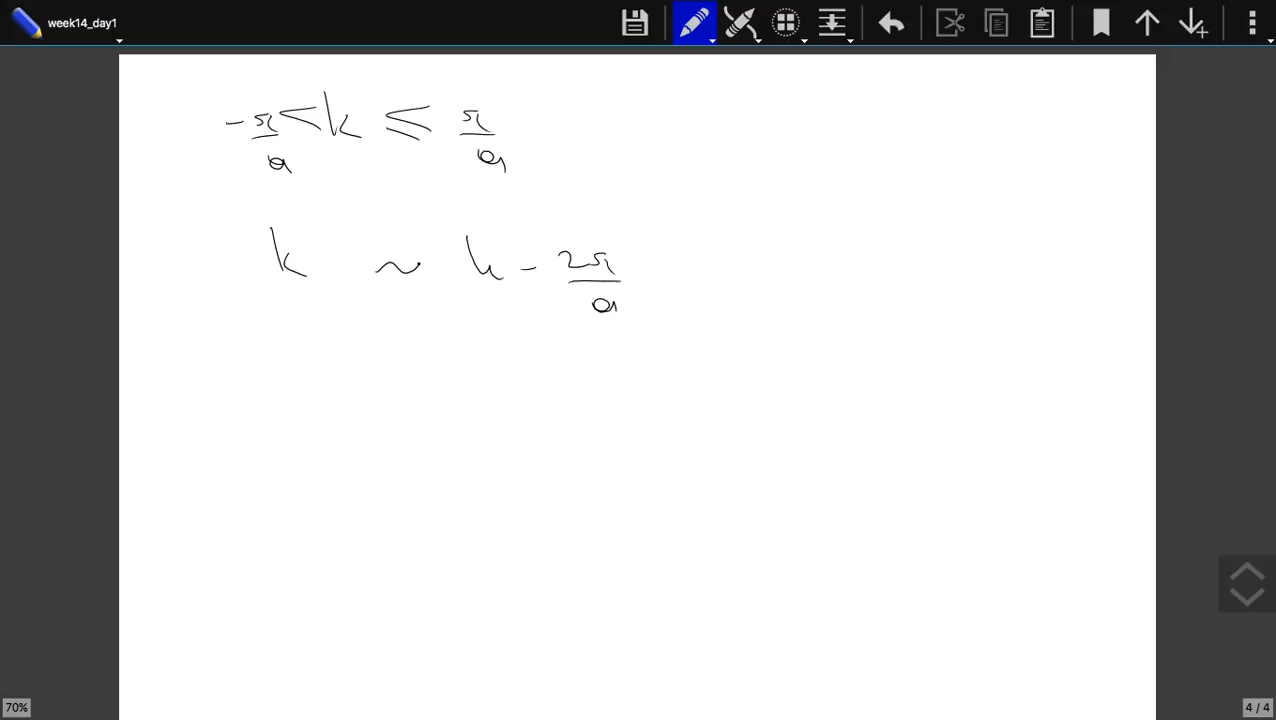 week14_day1
-π/a < k ≤ π/a
k ~ k - 2π/a
70%
4 / 4